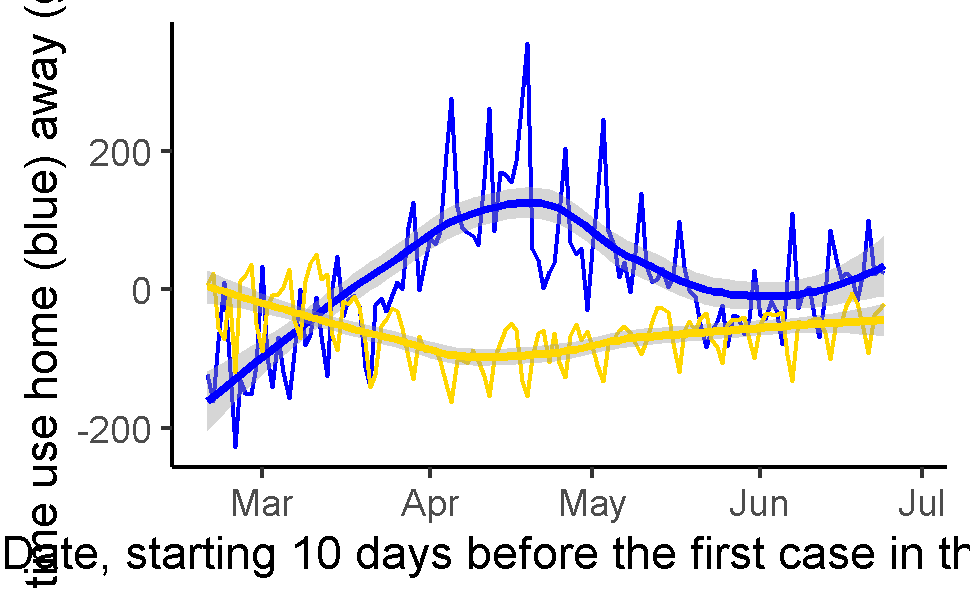 time use home (blue) away (
200
0
-200
Mar Apr May Jun Jul
Date, starting 10 days before the first case in th